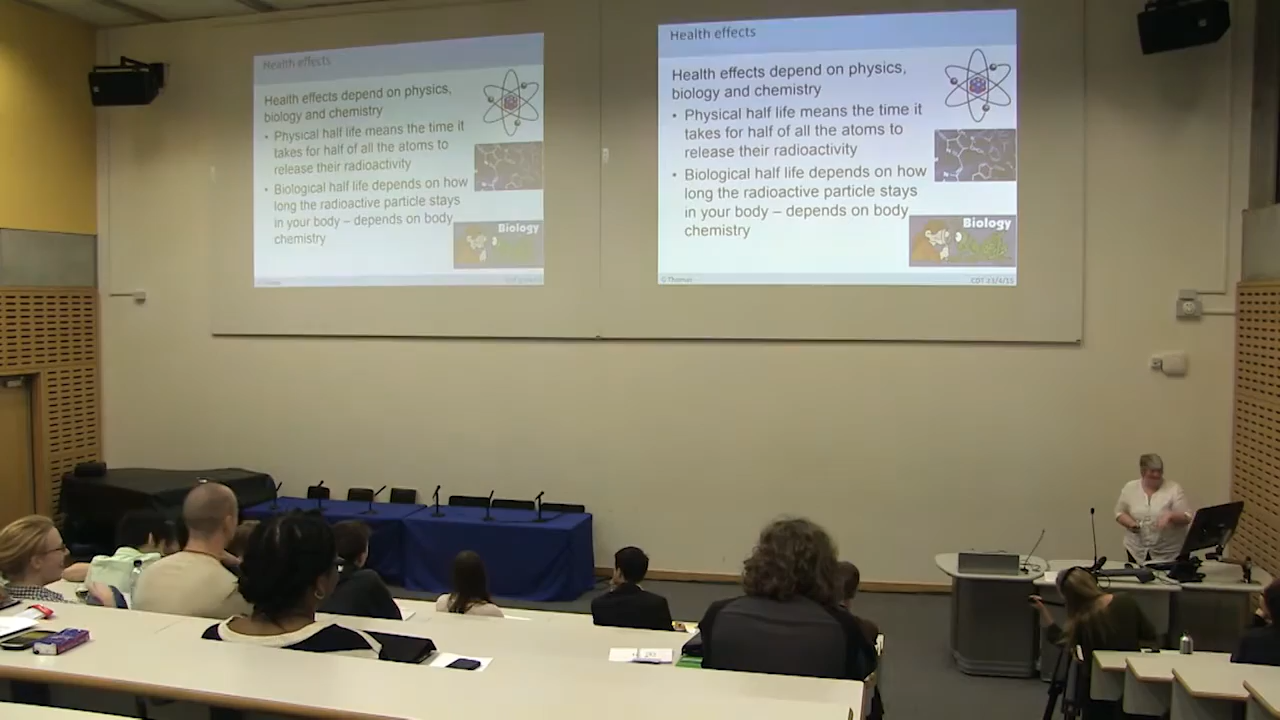 Health effects
Health effects depend on physics,
biology and chemistry
• Physical half life means the time it
takes for half of all the atoms to
release their radioactivity
• Biological half life depends on how
long the radioactive particle stays
in your body – depends on body
chemistry
Biology
Health effects
Health effects depend on physics,
biology and chemistry
• Physical half life means the time it
takes for half of all the atoms to
release their radioactivity
• Biological half life depends on how
long the radioactive particle stays
in your body – depends on body
chemistry
Biology
G Thomas